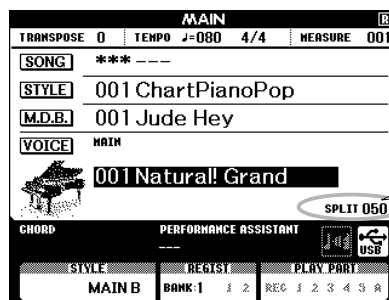 MAIN
TRANSPOSE 0 TEMPO ♩=080 4/4 MEASURE 001
SONG *** ---
STYLE 001 ChartPianoPop
M.D.B. 001 Jude Hey
VOICE MAIN
001 Natural! Grand
SPLIT 050
CHORD PERFORMANCE ASSISTANT
---
USB
STYLE REGIST PLAY PART
MAIN B BANK:1 1 2 REC 1 2 3 4 5 A